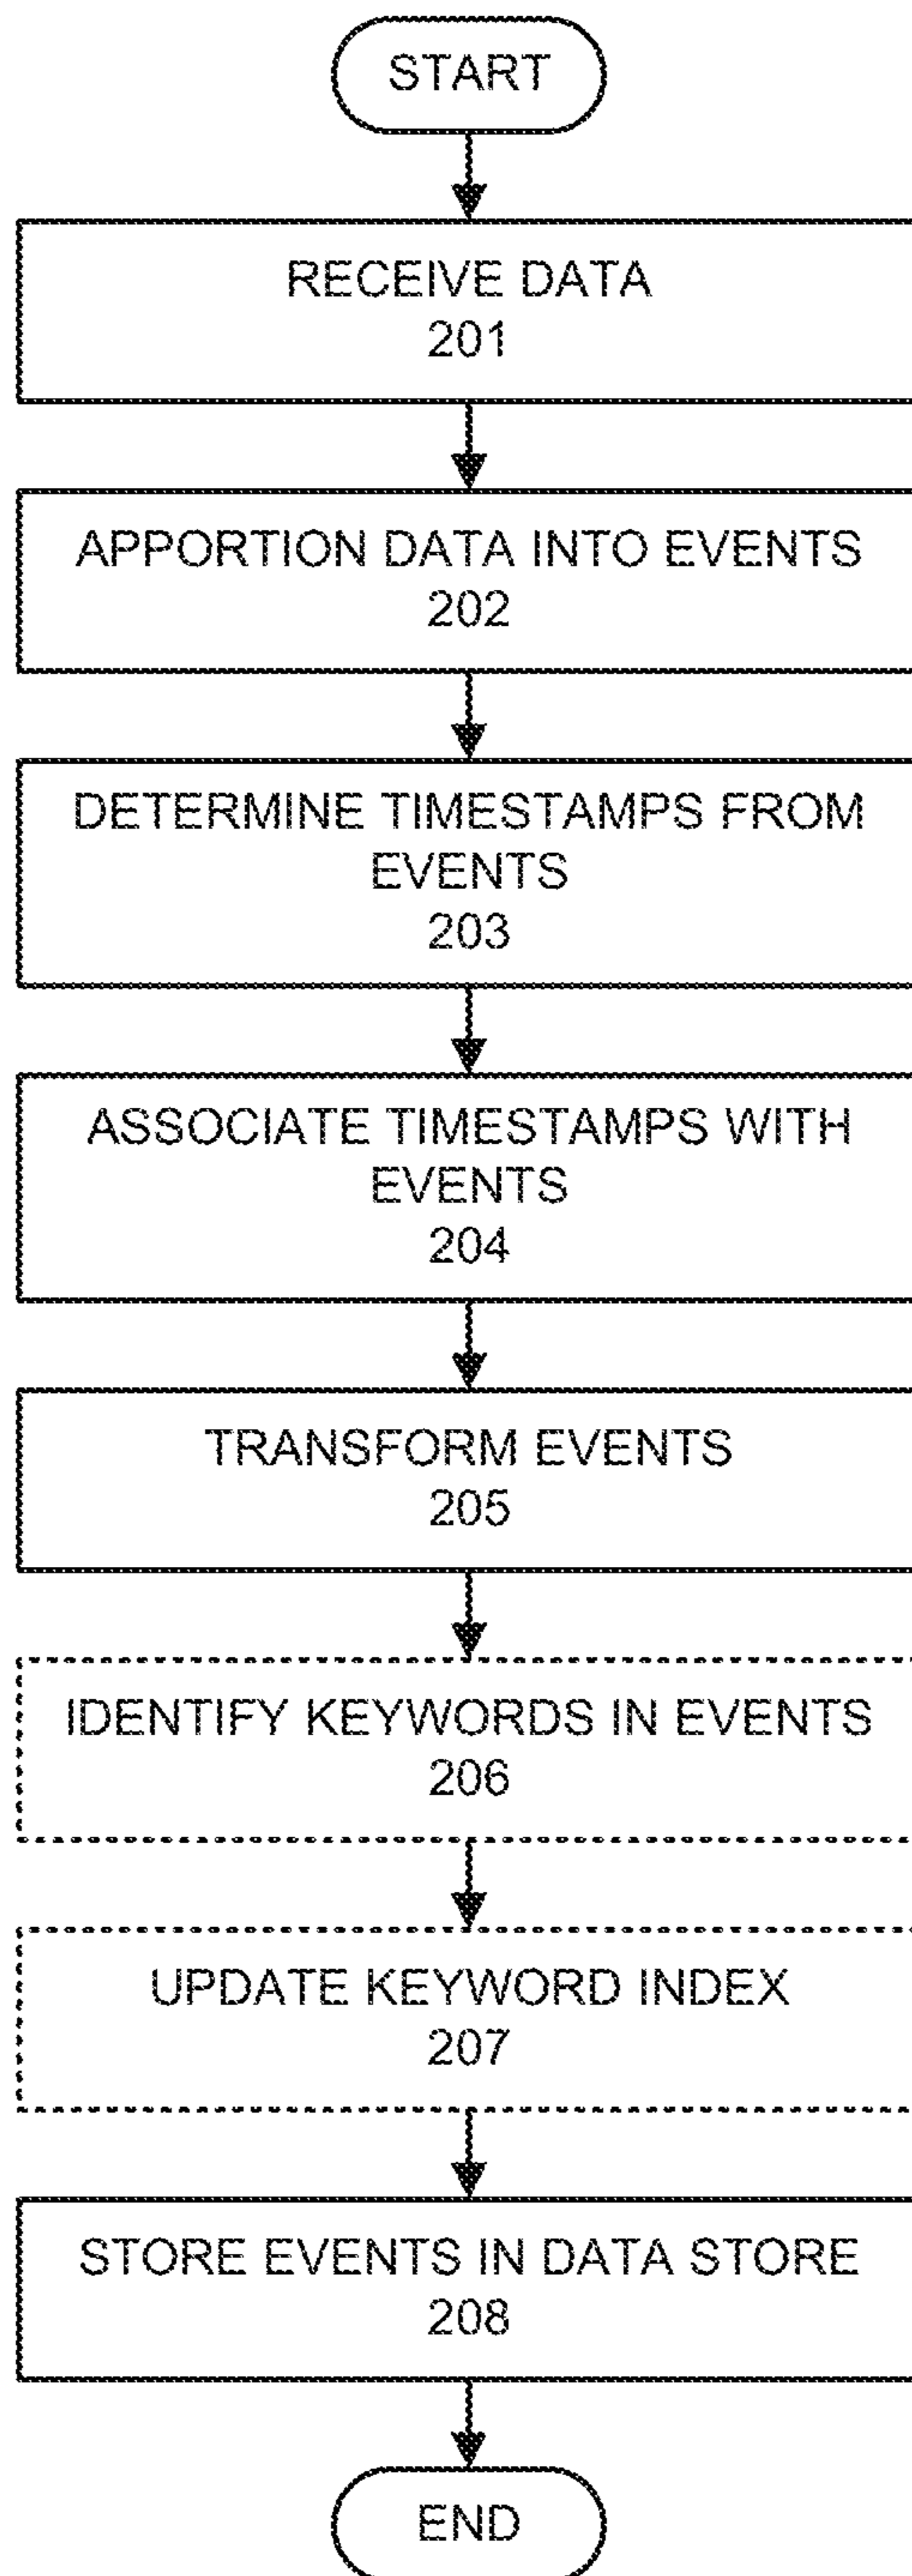 START
RECEIVE DATA
201
APPORTION DATA INTO EVENTS
202
DETERMINE TIMESTAMPS FROM
EVENTS
203
ASSOCIATE TIMESTAMPS WITH
EVENTS
204
TRANSFORM EVENTS
205
IDENTIFY KEYWORDS IN EVENTS
206
UPDATE KEYWORD INDEX
207
STORE EVENTS IN DATA STORE
208
END